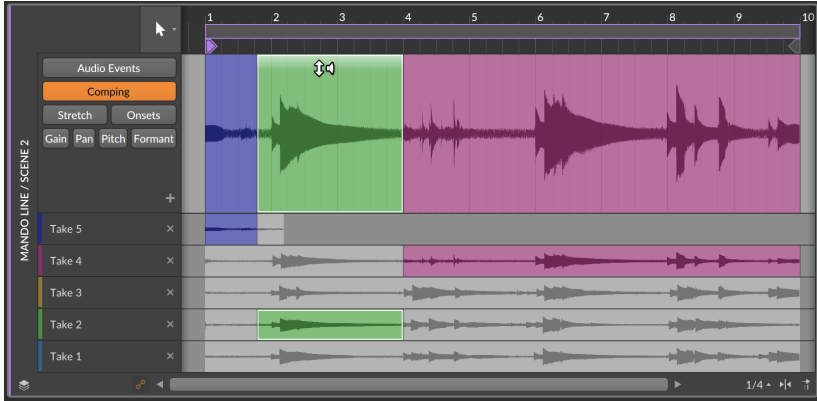 1 2 3 4 5 6 7 8 9 10
MANDO LINE / SCENE 2
Audio Events
Comping
Stretch Onsets
Gain Pan Pitch Formant
+
Take 5 ×
Take 4 ×
Take 3 ×
Take 2 ×
Take 1 ×
1/4